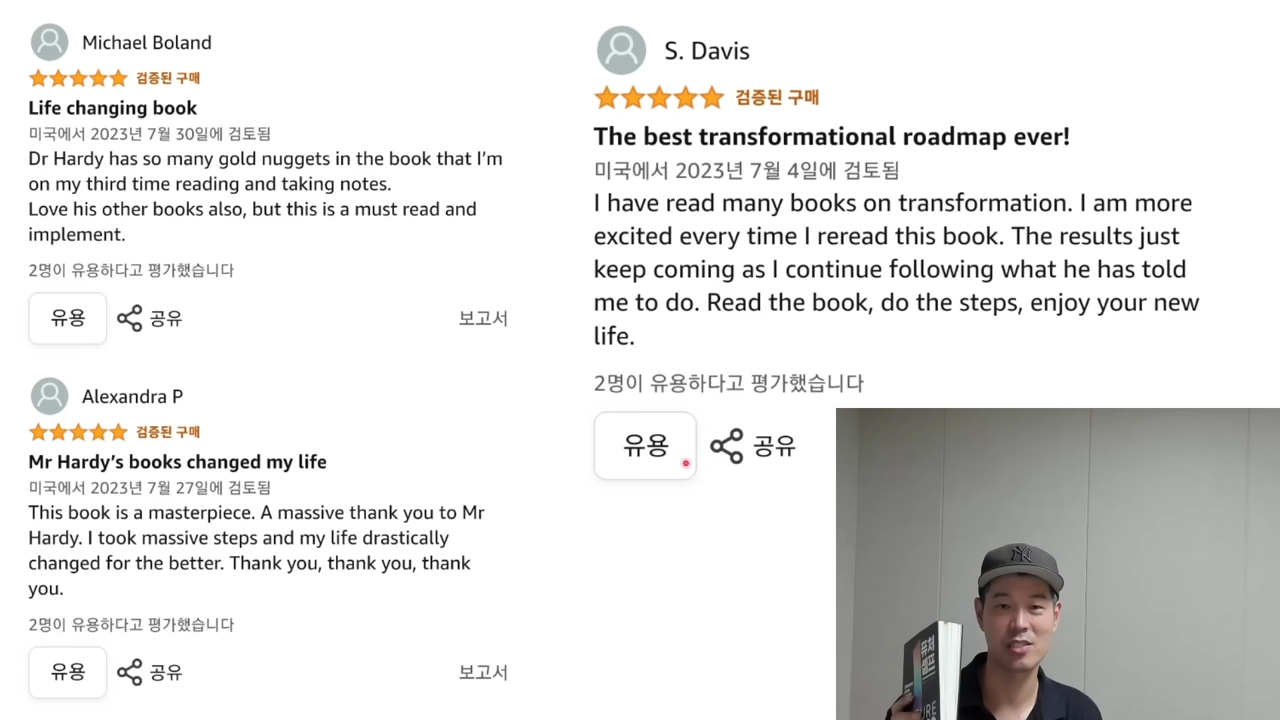 Michael Boland
검증된 구매
Life changing book
미국에서 2023년 7월 30일에 검토됨
Dr Hardy has so many gold nuggets in the book that I’m
on my third time reading and taking notes.
Love his other books also, but this is a must read and
implement.
2명이 유용하다고 평가했습니다
유용
공유
보고서
Alexandra P
검증된 구매
Mr Hardy’s books changed my life
미국에서 2023년 7월 27일에 검토됨
This book is a masterpiece. A massive thank you to Mr
Hardy. I took massive steps and my life drastically
changed for the better. Thank you, thank you, thank
you.
2명이 유용하다고 평가했습니다
유용
공유
보고서
S. Davis
검증된 구매
The best transformational roadmap ever!
미국에서 2023년 7월 4일에 검토됨
I have read many books on transformation. I am more
excited every time I reread this book. The results just
keep coming as I continue following what he has told
me to do. Read the book, do the steps, enjoy your new
life.
2명이 유용하다고 평가했습니다
유용
공유
NY
퓨처
셀프